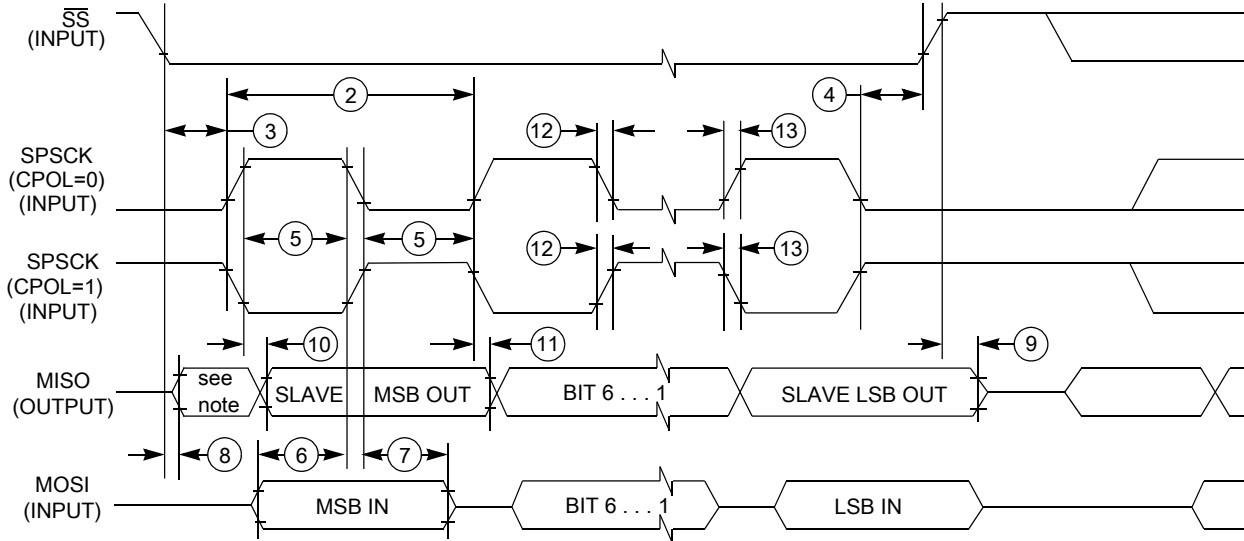 SS
(INPUT)
2
4
3
12
13
SPSCK
(CPOL=0)
(INPUT)
5
5
12
13
SPSCK
(CPOL=1)
(INPUT)
10
11
9
MISO
(OUTPUT)
see
note
SLAVE
MSB OUT
BIT 6 . . . 1
SLAVE LSB OUT
8
6
7
MOSI
(INPUT)
MSB IN
BIT 6 . . . 1
LSB IN